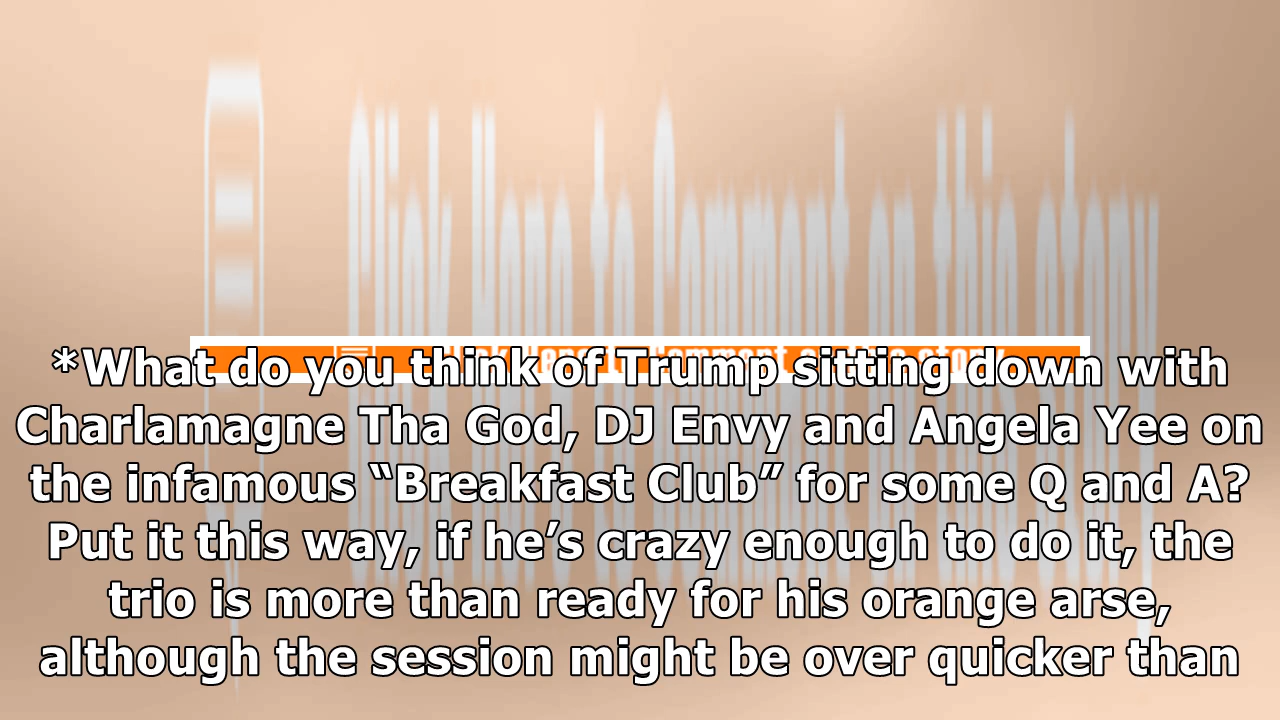 *What do you think of Trump sitting down with
Charlamagne Tha God, DJ Envy and Angela Yee on
the infamous “Breakfast Club” for some Q and A?
Put it this way, if he’s crazy enough to do it, the
trio is more than ready for his orange arse,
although the session might be over quicker than